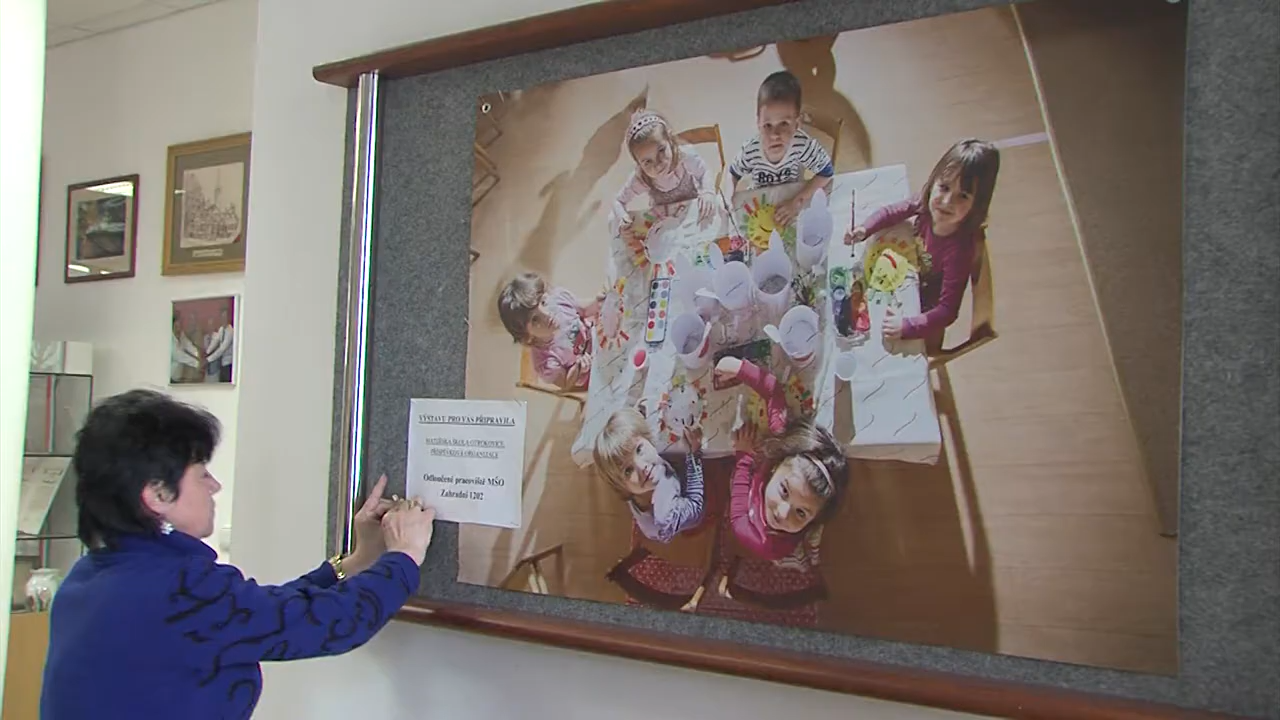 VÝSTAVU PRO VÁS PŘIPRAVILA
MATEŘSKÁ ŠKOLA OTROKOVICE,
PŘÍSPĚVKOVÁ ORGANIZACE
Odloučené pracoviště MŠO
Zahradní 1202
BOYS